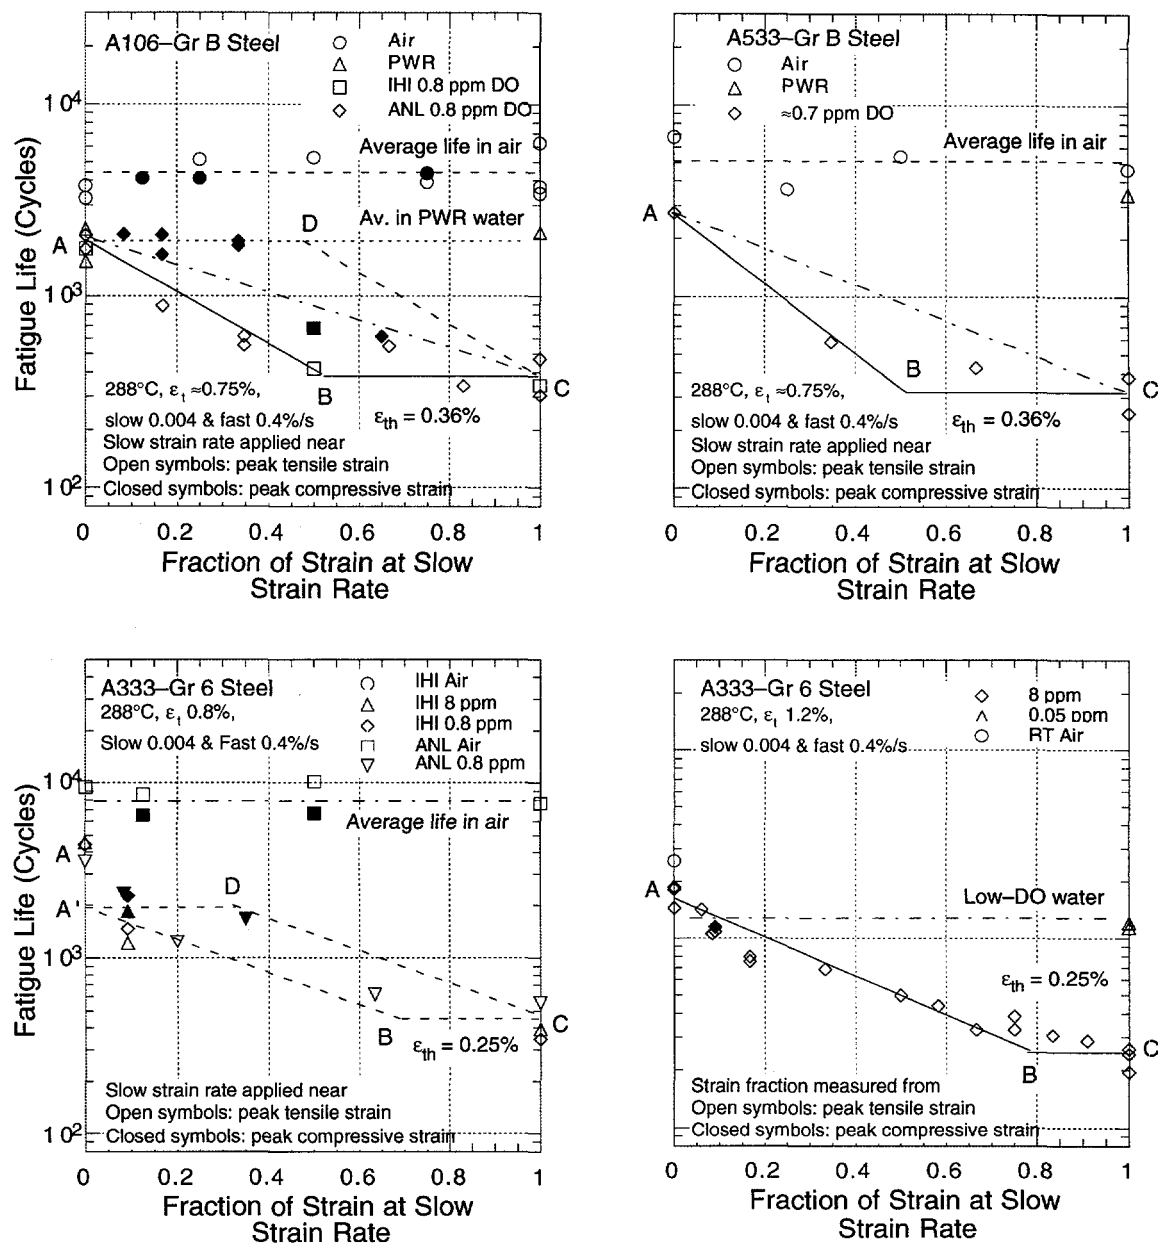 A106–Gr B Steel
Air
PWR
IHI 0.8 ppm DO
ANL 0.8 ppm DO
10^4
Average life in air
Av. in PWR water
A
D
10^3
B
C
288°C, ε_t ≈0.75%,
ε_th = 0.36%
slow 0.004 & fast 0.4%/s
Slow strain rate applied near
Open symbols: peak tensile strain
Closed symbols: peak compressive strain
10^2
0 0.2 0.4 0.6 0.8 1
Fatigue Life (Cycles)
Fraction of Strain at Slow
Strain Rate
A533–Gr B Steel
Air
PWR
≈0.7 ppm DO
Average life in air
A
B
C
288°C, ε_t ≈0.75%,
ε_th = 0.36%
slow 0.004 & fast 0.4%/s
Slow strain rate applied near
Open symbols: peak tensile strain
Closed symbols: peak compressive strain
0 0.2 0.4 0.6 0.8 1
Fraction of Strain at Slow
Strain Rate
A333–Gr 6 Steel
288°C, ε_t 0.8%,
Slow 0.004 & Fast 0.4%/s
IHI Air
IHI 8 ppm
IHI 0.8 ppm
ANL Air
ANL 0.8 ppm
10^4
Average life in air
A
A'
D
10^3
B
C
ε_th = 0.25%
Slow strain rate applied near
Open symbols: peak tensile strain
Closed symbols: peak compressive strain
10^2
0 0.2 0.4 0.6 0.8 1
Fatigue Life (Cycles)
Fraction of Strain at Slow
Strain Rate
A333–Gr 6 Steel
288°C, ε_t 1.2%,
slow 0.004 & fast 0.4%/s
8 ppm
0.05 ppm
RT Air
A
Low–DO water
ε_th = 0.25%
B
C
Strain fraction measured from
Open symbols: peak tensile strain
Closed symbols: peak compressive strain
0 0.2 0.4 0.6 0.8 1
Fraction of Strain at Slow
Strain Rate